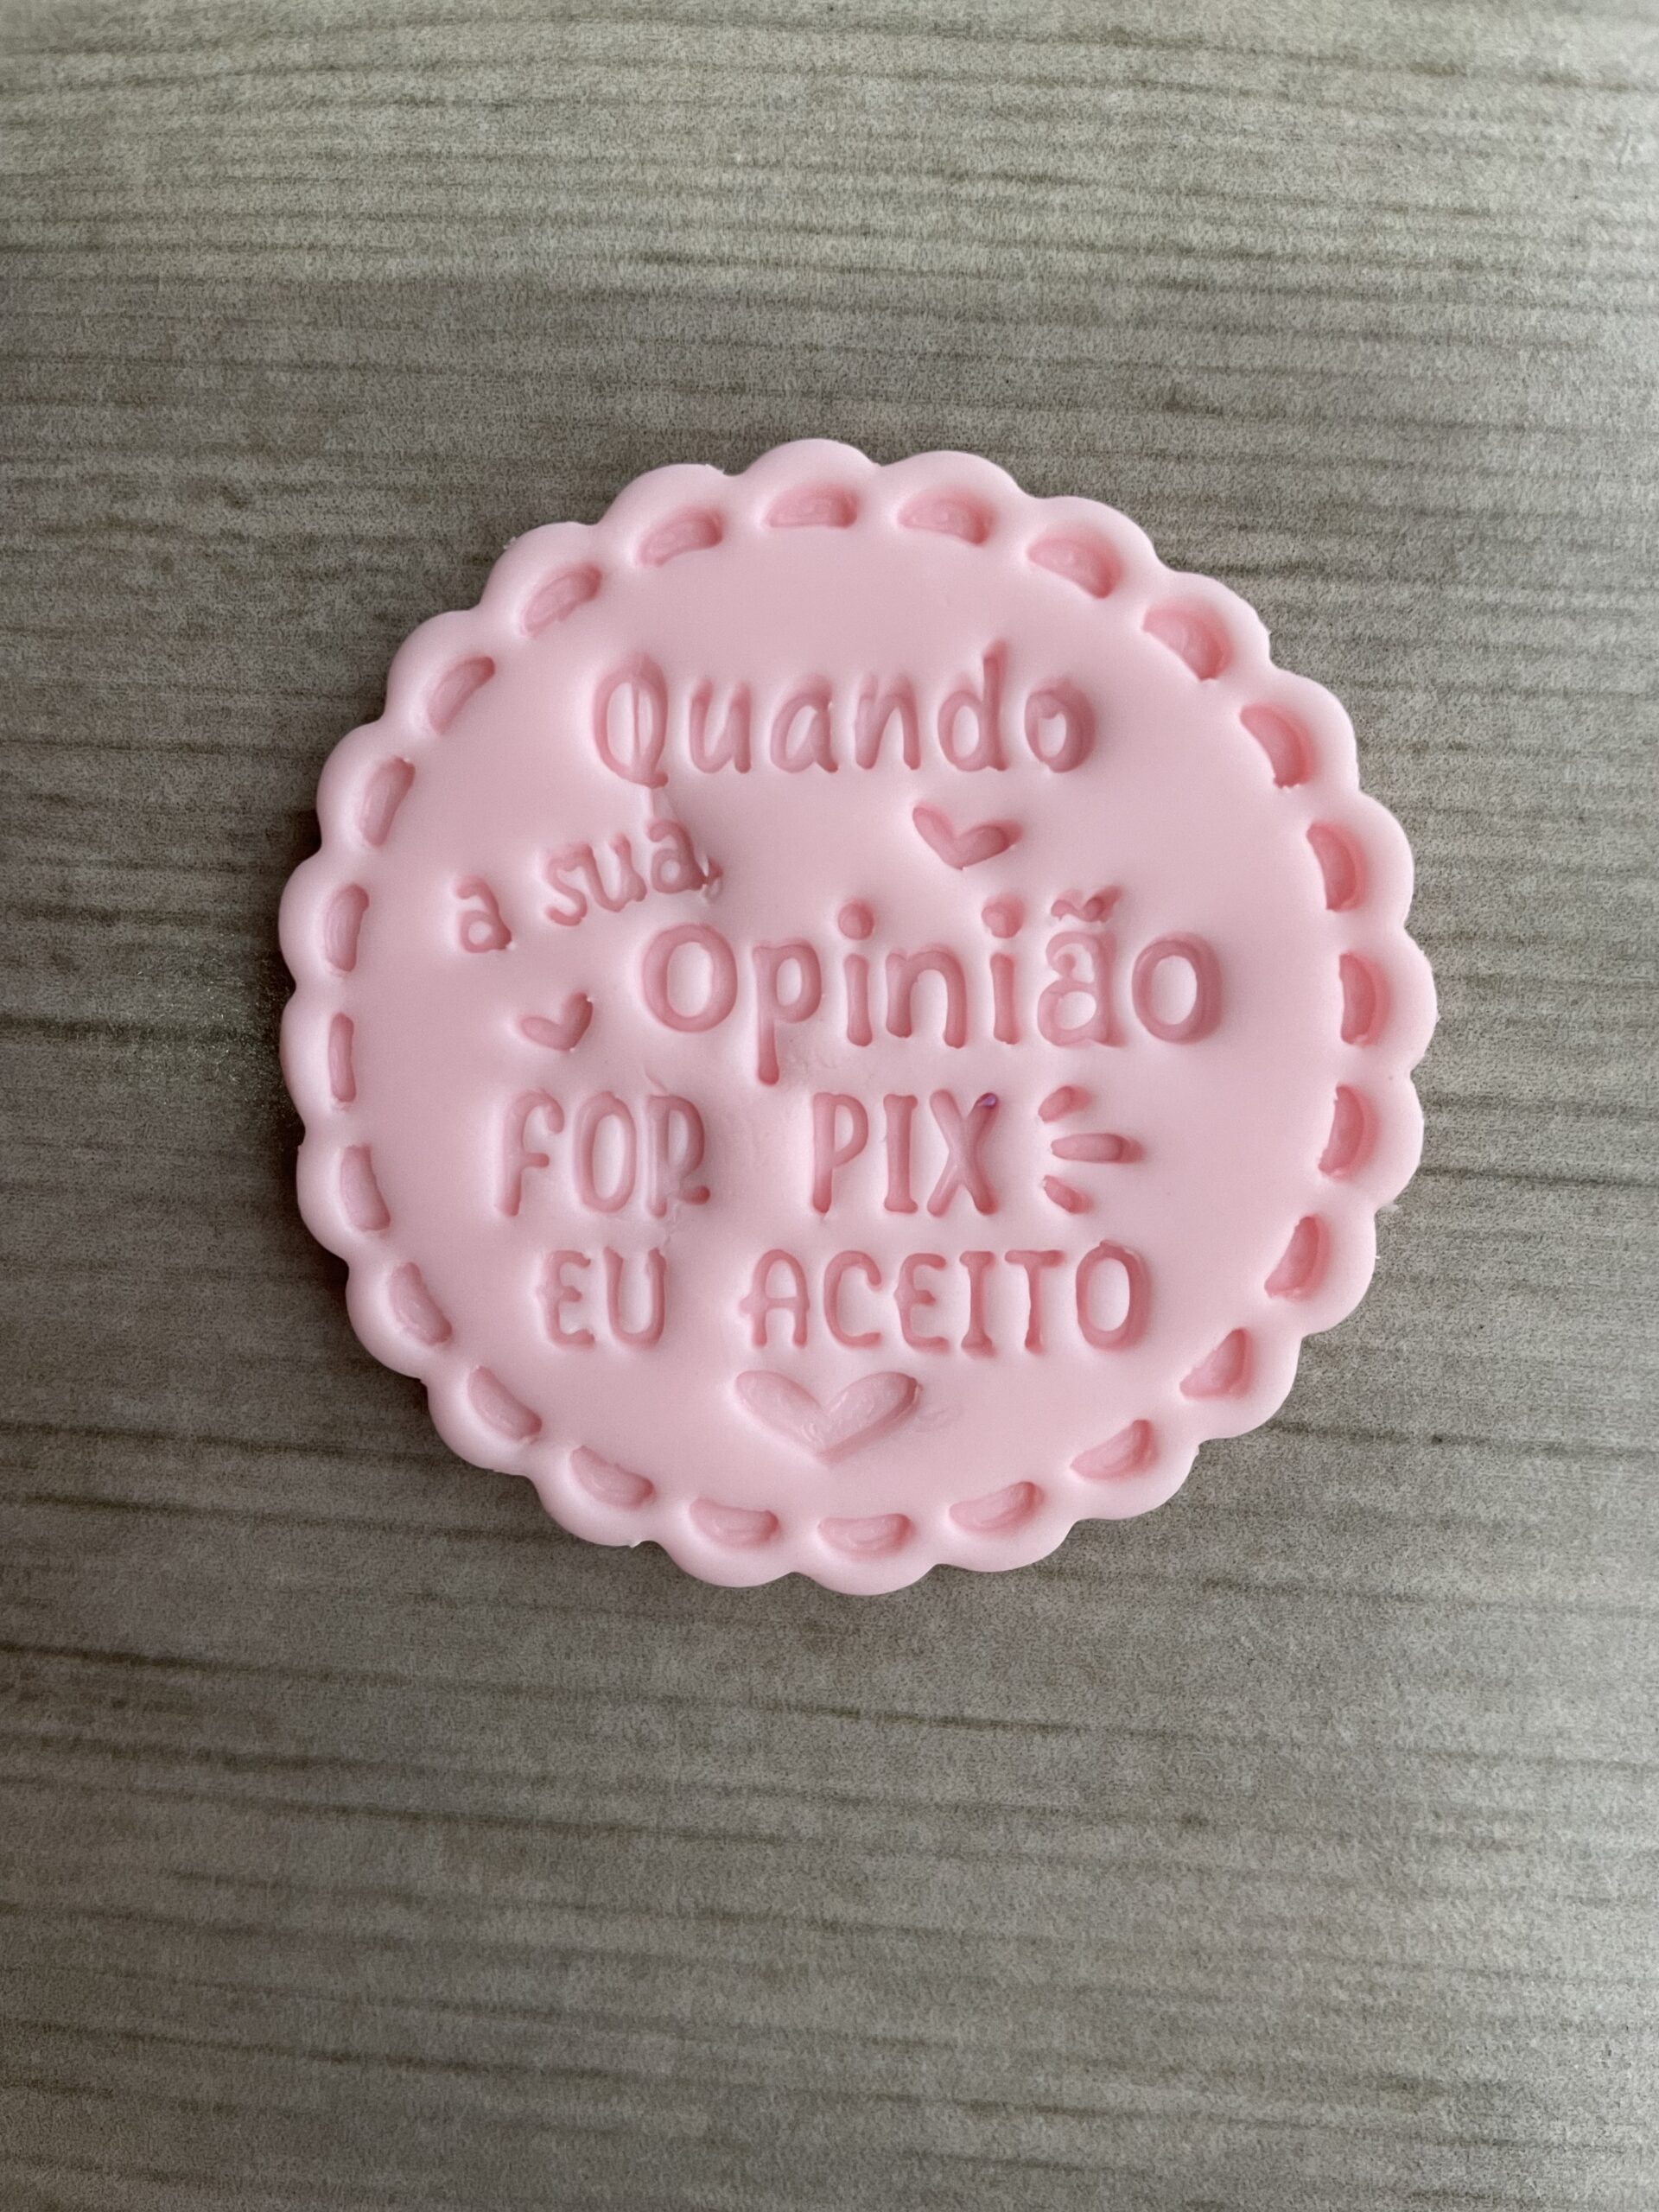 Quando
a sua
Opinião
FOR PIX
EU ACEITO